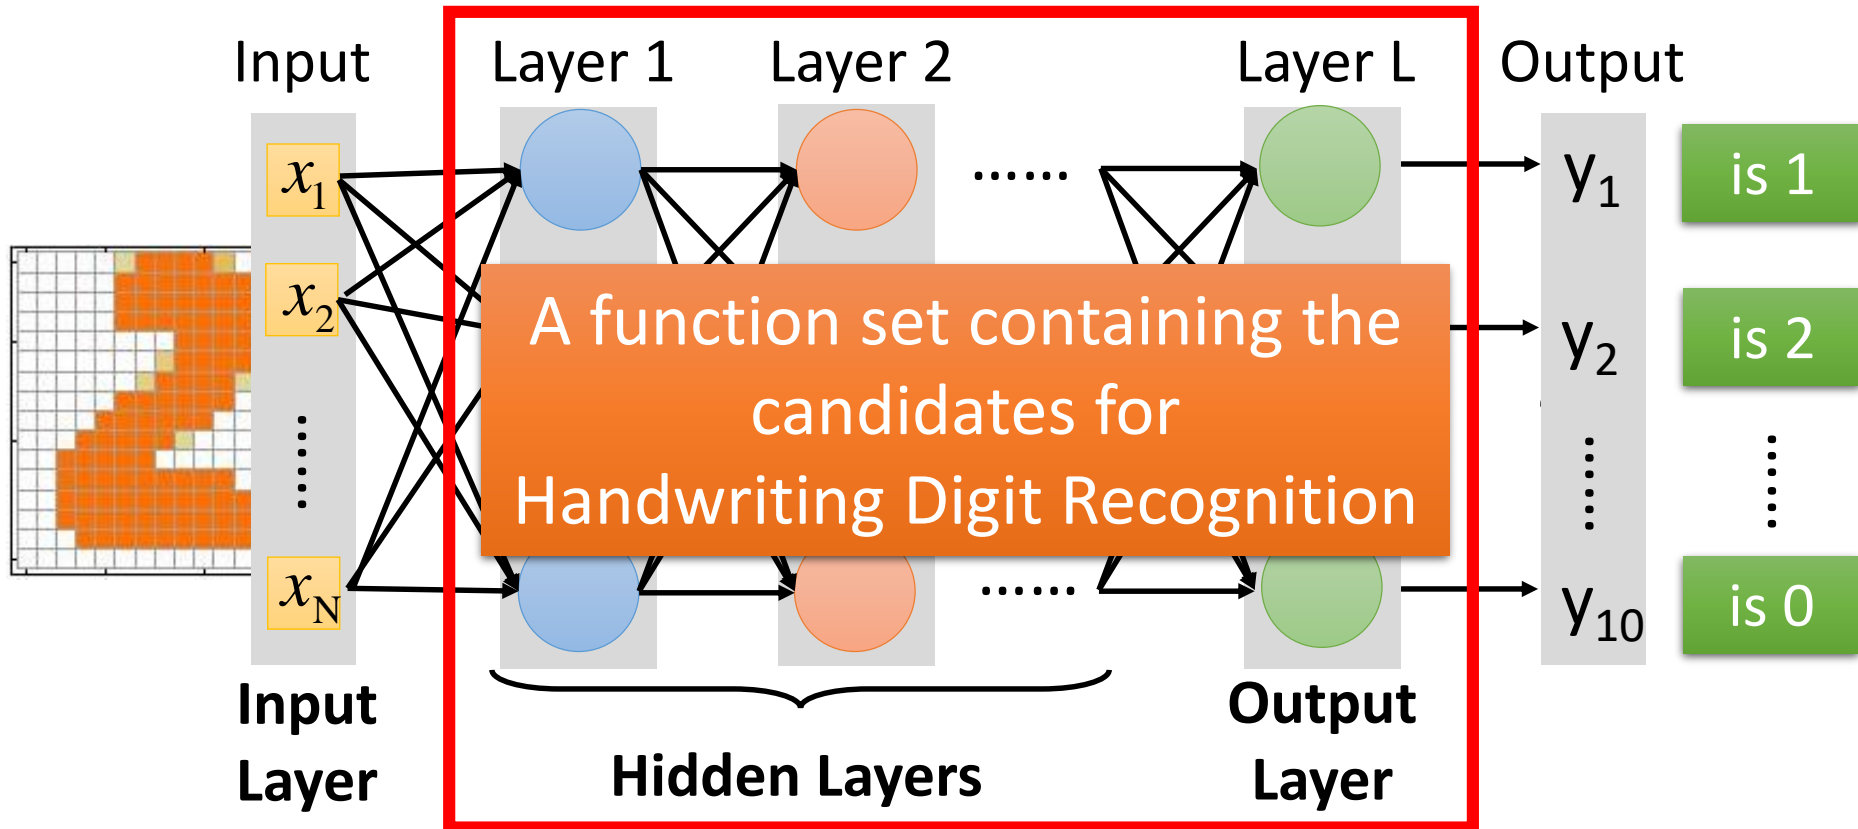 Input Layer 1 Layer 2 Layer L Output
x1 ...... y1 is 1
x2 y2 is 2
A function set containing the
candidates for
Handwriting Digit Recognition
...... ...... ......
xN ...... y10 is 0
Input
Layer
Hidden Layers
Output
Layer